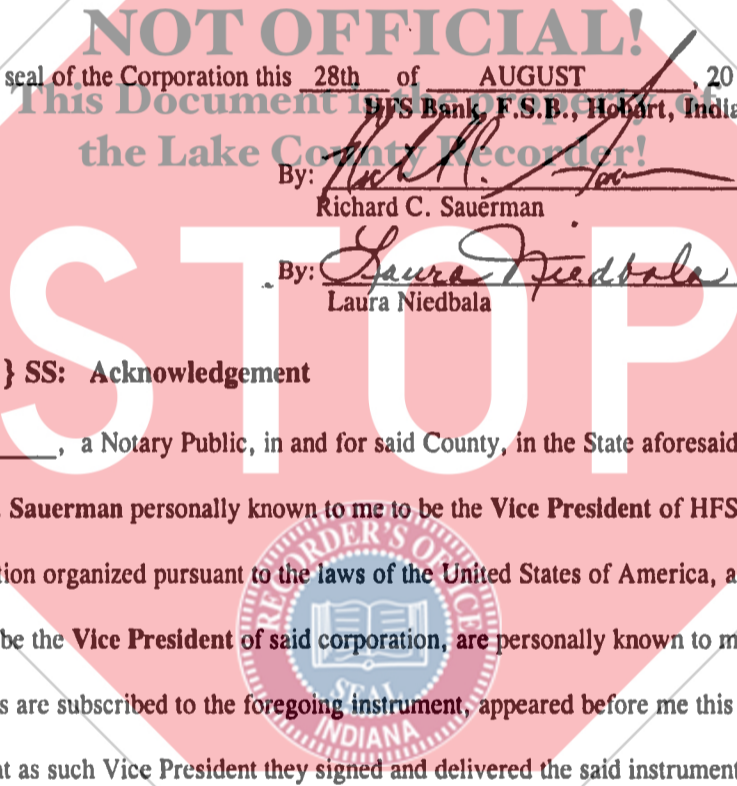 NOT OFFICIAL!
seal of the Corporation this 28th of AUGUST , 20
This Document is the property of
HFS Bank, F.S.B., Hobart, India
the Lake County Recorder!
By: Richard C. Sauerman
Richard C. Sauerman
By: Laura Niedbala
Laura Niedbala
STOP
} SS: Acknowledgement
, a Notary Public, in and for said County, in the State aforesaid
. Sauerman personally known to me to be the Vice President of HFS
tion organized pursuant to the laws of the United States of America, a
be the Vice President of said corporation, are personally known to m
s are subscribed to the foregoing instrument, appeared before me this
at as such Vice President they signed and delivered the said instrument
RECORDER'S OFFICE
SEAL
INDIANA